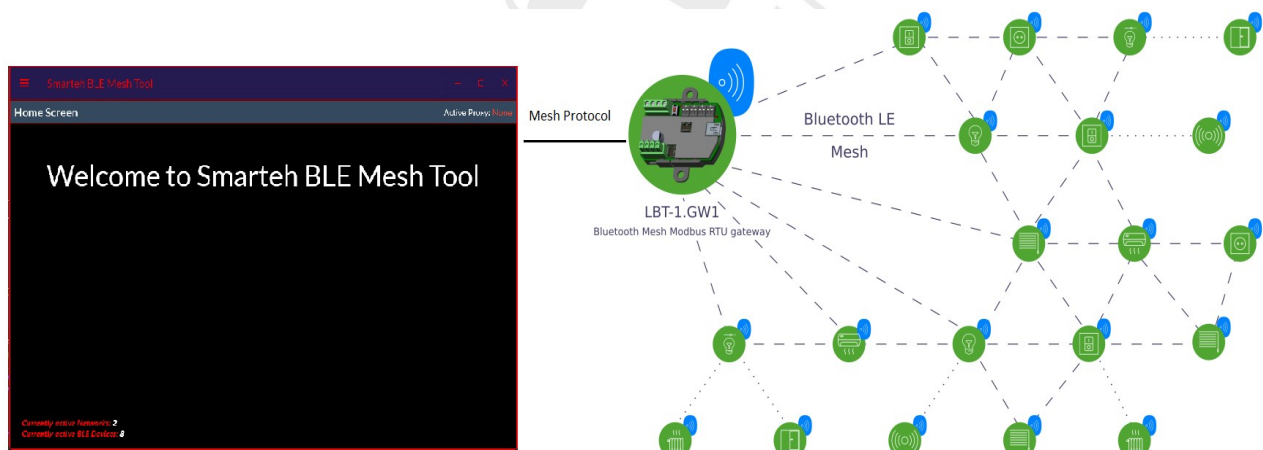 Smarteh BLE Mesh Tool
Home Screen
Active Proxy: None
Welcome to Smarteh BLE Mesh Tool
Currently active Networks: 2
Currently active BLE Devices: 8
Mesh Protocol
LBT-1.GW1
Bluetooth Mesh Modbus RTU gateway
Bluetooth LE
Mesh